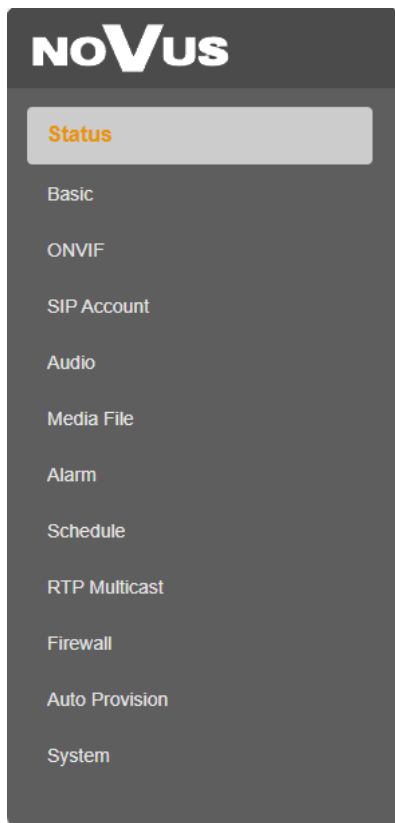 NOVUS
Status
Basic
ONVIF
SIP Account
Audio
Media File
Alarm
Schedule
RTP Multicast
Firewall
Auto Provision
System